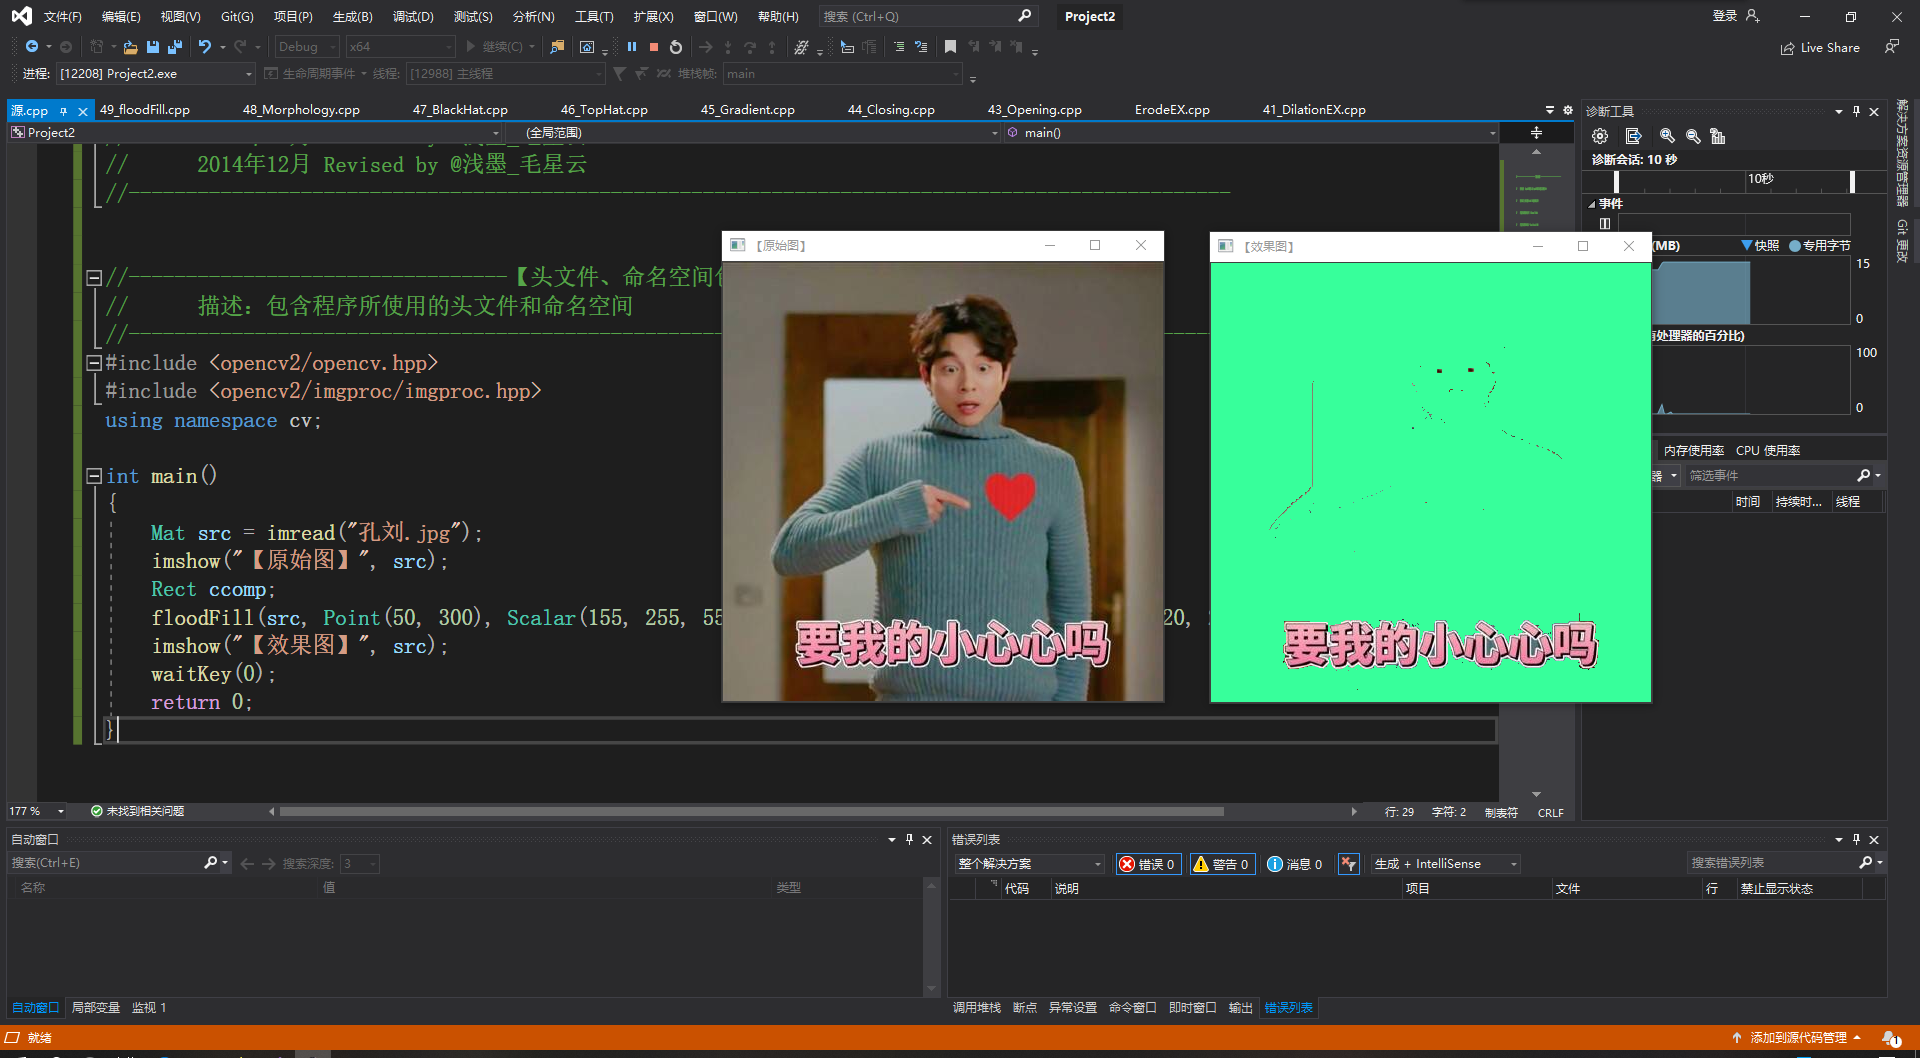 文件(F) 编辑(E) 视图(V) Git(G) 项目(P) 生成(B) 调试(D) 测试(S) 分析(N) 工具(T) 扩展(X) 窗口(W) 帮助(H) 搜索 (Ctrl+Q) Project2 登录
Debug x64 继续(C) Live Share
进程: [12208] Project2.exe 生命周期事件 线程: [12988] 主线程 堆栈帧: main
源.cpp 49_floodFill.cpp 48_Morphology.cpp 47_BlackHat.cpp 46_TopHat.cpp 45_Gradient.cpp 44_Closing.cpp 43_Opening.cpp ErodeEX.cpp 41_DilationEX.cpp
Project2 (全局范围) main()
// 2014年12月 Revised by @浅墨_毛星云
//------------------------------------------------------------------------------------------------
//---------------------------------【头文件、命名空间
// 描述：包含程序所使用的头文件和命名空间
//------------------------------------------------------------------------------------------------
#include <opencv2/opencv.hpp>
#include <opencv2/imgproc/imgproc.hpp>
using namespace cv;
int main()
{
Mat src = imread("孔刘.jpg");
imshow("【原始图】", src);
Rect ccomp;
floodFill(src, Point(50, 300), Scalar(155, 255, 55 20,
imshow("【效果图】", src);
waitKey(0);
return 0;
}
【原始图】
要我的小心心吗
【效果图】
要我的小心心吗
177 % 未找到相关问题 行: 29 字符: 2 制表符 CRLF
诊断工具
诊断会话: 10 秒
10秒
事件
(MB) 快照 专用字节
15
0
处理器的百分比)
100
0
内存使用率 CPU 使用率
器 筛选事件
时间 持续时... 线程
解决方案资源管理器
Git 更改
自动窗口
搜索(Ctrl+E) 搜索深度: 3
名称 值 类型
自动窗口 局部变量 监视 1
错误列表
整个解决方案 错误 0 警告 0 消息 0 生成 + IntelliSense 搜索错误列表
代码 说明 项目 文件 行 禁止显示状态
调用堆栈 断点 异常设置 命令窗口 即时窗口 输出 错误列表
就绪 添加到源代码管理 1